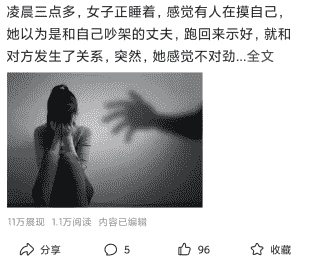 凌晨三点多，女子正睡着，感觉有人在摸自己，
她以为是和自己吵架的丈夫，跑回来示好，就和
对方发生了关系，突然，她感觉不对劲...全文
11万展现 1.1万阅读 内容已编辑
分享 5 96 收藏